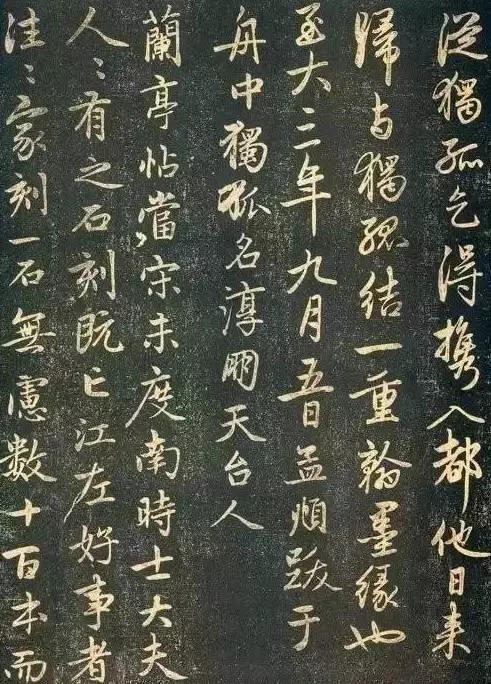 从獨孤乞得携入都他日来
歸与獨孤結一重翰墨緣也
至大三年九月五日孟頫跋于
舟中獨孤名淳朋天台人
蘭亭帖當宋未度南時士大夫
人〻有之石刻既亡江左好事者
往〻家刻一石無慮數十百本而